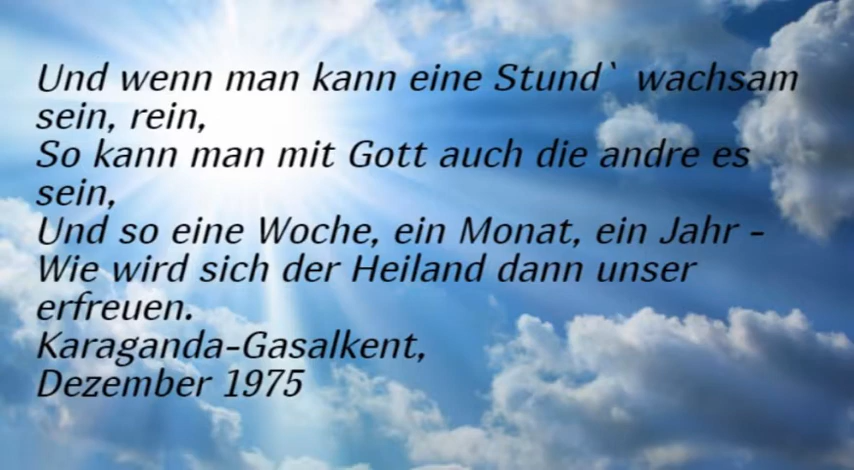 Und wenn man kann eine Stund` wachsam
sein, rein,
So kann man mit Gott auch die andre es
sein,
Und so eine Woche, ein Monat, ein Jahr -
Wie wird sich der Heiland dann unser
erfreuen.
Karaganda-Gasalkent,
Dezember 1975